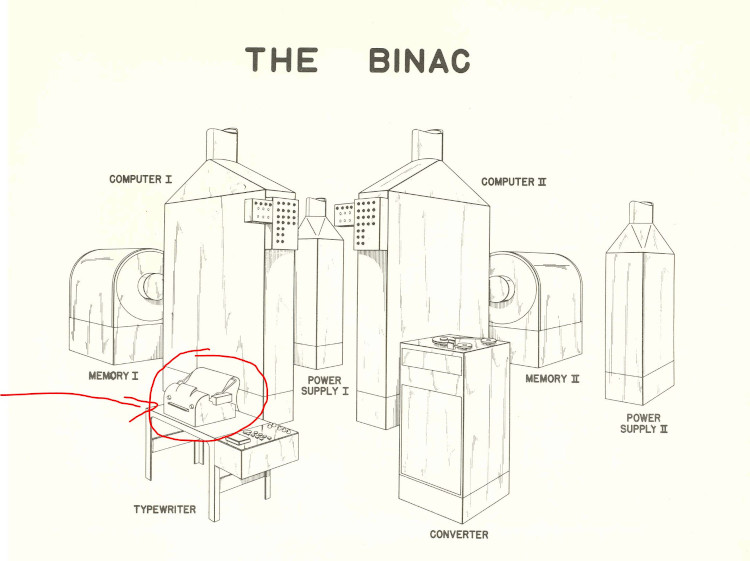 THE BINAC
COMPUTER I
COMPUTER II
MEMORY I
POWER
SUPPLY I
MEMORY II
POWER
SUPPLY II
TYPEWRITER
CONVERTER